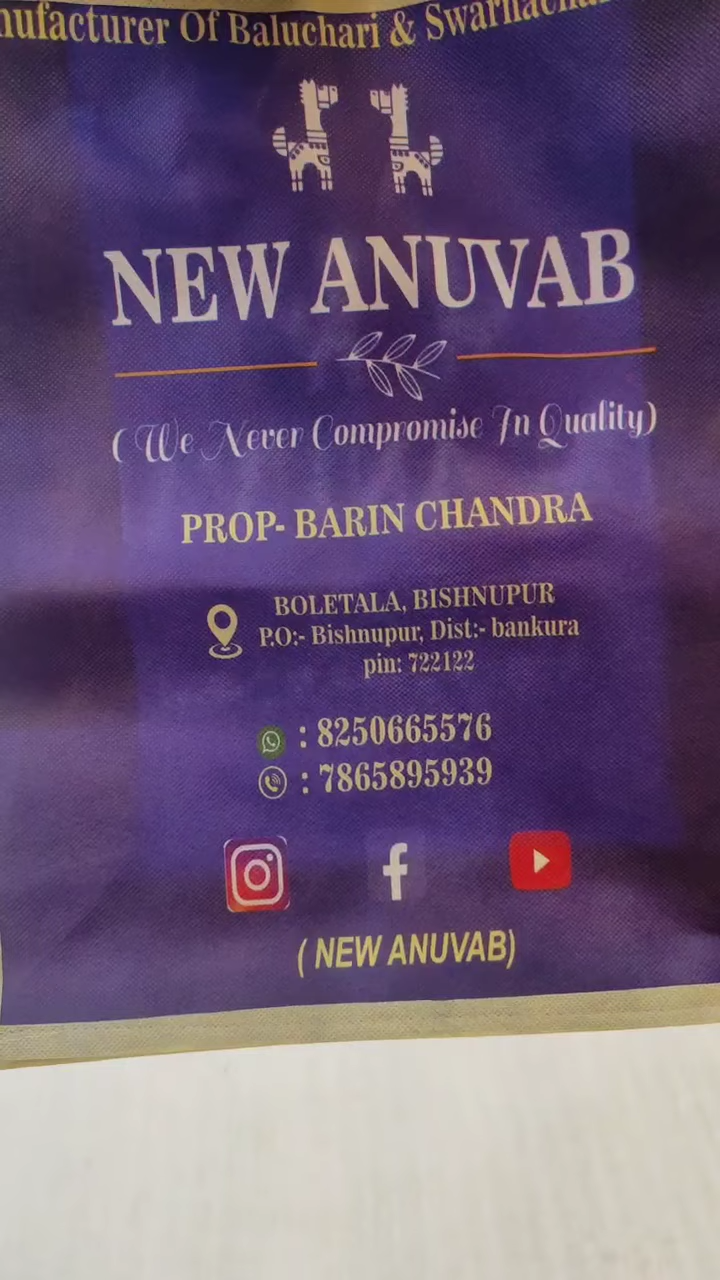 nufacturer Of Baluchari &
NEW ANUVAB
( We Never Compromise In Quality)
PROP- BARIN CHANDRA
BOLETALA, BISHNUPUR
P.O:- Bishnupur, Dist:- bankura
pin: 722122
: 8250665576
: 7865895939
( NEW ANUVAB)